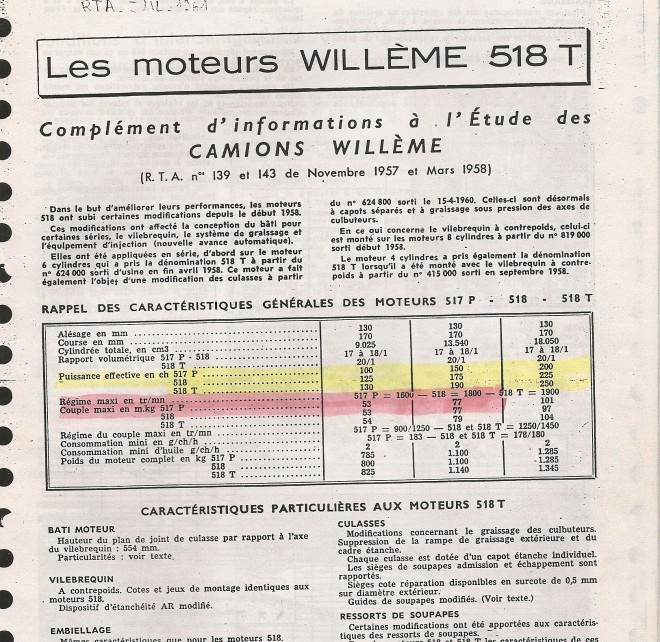 RTA - JUIL - 1961
Les moteurs WILLÈME 518 T
Complément d'informations à l'Étude des
CAMIONS WILLÈME
(R. T. A. nos 139 et 143 de Novembre 1957 et Mars 1958)
Dans le but d'améliorer leurs performances, les moteurs
518 ont subi certaines modifications depuis le début 1958.
Ces modifications ont affecté la conception du bâti pour
certaines séries, le vilebrequin, le système de graissage et
l'équipement d'injection (nouvelle avance automatique).
Elles ont été appliquées en série, d'abord sur le moteur
6 cylindres qui a pris la dénomination 518 T à partir du
n° 624 000 sorti d'usine en fin avril 1958. Ce moteur a fait
également l'objet d'une modification des culasses à partir
du n° 624 800 sorti le 15-4-1960. Celles-ci sont désormais
à capots séparés et à graissage sous pression des axes de
culbuteurs.
En ce qui concerne le vilebrequin à contrepoids, celui-ci
est monté sur les moteurs 8 cylindres à partir du n° 819 000
sorti début 1958.
Le moteur 4 cylindres a pris également la dénomination
518 T lorsqu'il a été monté avec le vilebrequin à contre-
poids à partir du n° 415 000 sorti en septembre 1958.
RAPPEL DES CARACTÉRISTIQUES GÉNÉRALES DES MOTEURS 517 P - 518 - 518 T
Alésage en mm 130 130 130
Course en mm 170 170 170
Cylindrée totale, en cm3 9.025 13.540 18.050
Rapport volumétrique 517 P - 518 17 à 18/1 17 à 18/1 17 à 18/1
518 T 20/1 20/1 20/1
Puissance effective en ch 517 P 100 150 200
518 125 175 225
518 T 130 190 250
Régime maxi en tr/mn 517 P = 1600 — 518 = 1800 — 518 T = 1900
Couple maxi en m.kg 517 P 53 77 101
518 53 77 97
518 T 54 79 104
Régime du couple maxi en tr/mn 517 P = 900/1250 — 518 et 518 T = 1250/1450
Consommation mini en g/ch/h 517 P = 183 — 518 et 518 T = 178/180
Consommation mini d'huile g/ch/h 2 2 2
Poids du moteur complet en kg 517 P 785 1.100 1.285
518 800 1.100 1.285
518 T 825 1.140 1.345
CARACTÉRISTIQUES PARTICULIÈRES AUX MOTEURS 518 T
BATI MOTEUR
Hauteur du plan de joint de culasse par rapport à l'axe
du vilebrequin : 554 mm.
Particularités : voir texte.
VILEBREQUIN
A contrepoids. Cotes et jeux de montage identiques aux
moteurs 518.
Dispositif d'étanchéité AR modifié.
EMBIELLAGE
Mêmes caractéristiques que pour les moteurs 518.
CULASSES
Modifications concernant le graissage des culbuteurs.
Suppression de la rampe de graissage extérieure et du
cadre étanche.
Chaque culasse est dotée d'un capot étanche individuel.
Les sièges de soupapes admission et échappement sont
rapportés.
Sièges cote réparation disponibles en surcote de 0,5 mm
sur diamètre extérieur.
Guides de soupapes modifiés. (Voir texte.)
RESSORTS DE SOUPAPES
Certaines modifications ont été apportées aux caractéris-
tiques des ressorts de soupapes.
518 et 518 T les caractéristiques de ces